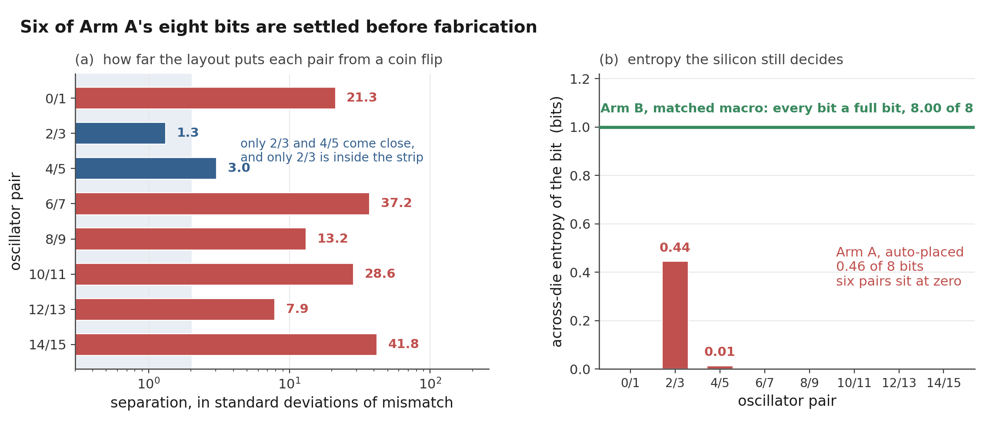 Six of Arm A's eight bits are settled before fabrication
(a)  how far the layout puts each pair from a coin flip
oscillator pair
0/1
21.3
2/3
1.3
only 2/3 and 4/5 come close,
and only 2/3 is inside the strip
4/5
3.0
6/7
37.2
8/9
13.2
10/11
28.6
12/13
7.9
14/15
41.8
10⁰ 10¹ 10²
separation, in standard deviations of mismatch
(b)  entropy the silicon still decides
across-die entropy of the bit  (bits)
1.2
Arm B, matched macro: every bit a full bit, 8.00 of 8
1.0
0.8
0.6
0.4
0.2
0.0
0.44
0.01
Arm A, auto-placed
0.46 of 8 bits
six pairs sit at zero
0/1 2/3 4/5 6/7 8/9 10/11 12/13 14/15
oscillator pair